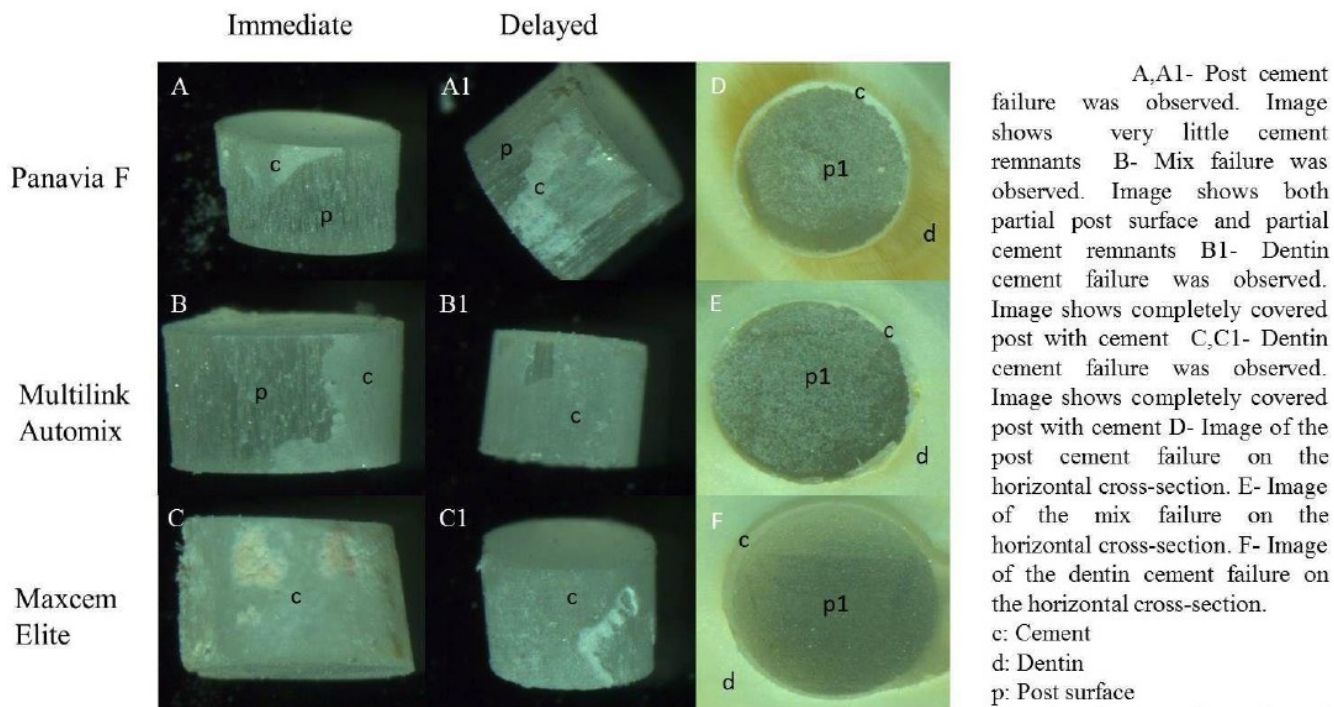 Immediate Delayed
Panavia F
Multilink
Automix
Maxcem
Elite
A A1 D
c p
p c
c p1 d
B B1 E
p c
c
c p1 d
C C1 F
c
c
c p1 d
A,A1- Post cement
failure was observed. Image
shows very little cement
remnants B- Mix failure was
observed. Image shows both
partial post surface and partial
cement remnants B1- Dentin
cement failure was observed.
Image shows completely covered
post with cement C,C1- Dentin
cement failure was observed.
Image shows completely covered
post with cement D- Image of the
post cement failure on the
horizontal cross-section. E- Image
of the mix failure on the
horizontal cross-section. F- Image
of the dentin cement failure on
the horizontal cross-section.
c: Cement
d: Dentin
p: Post surface